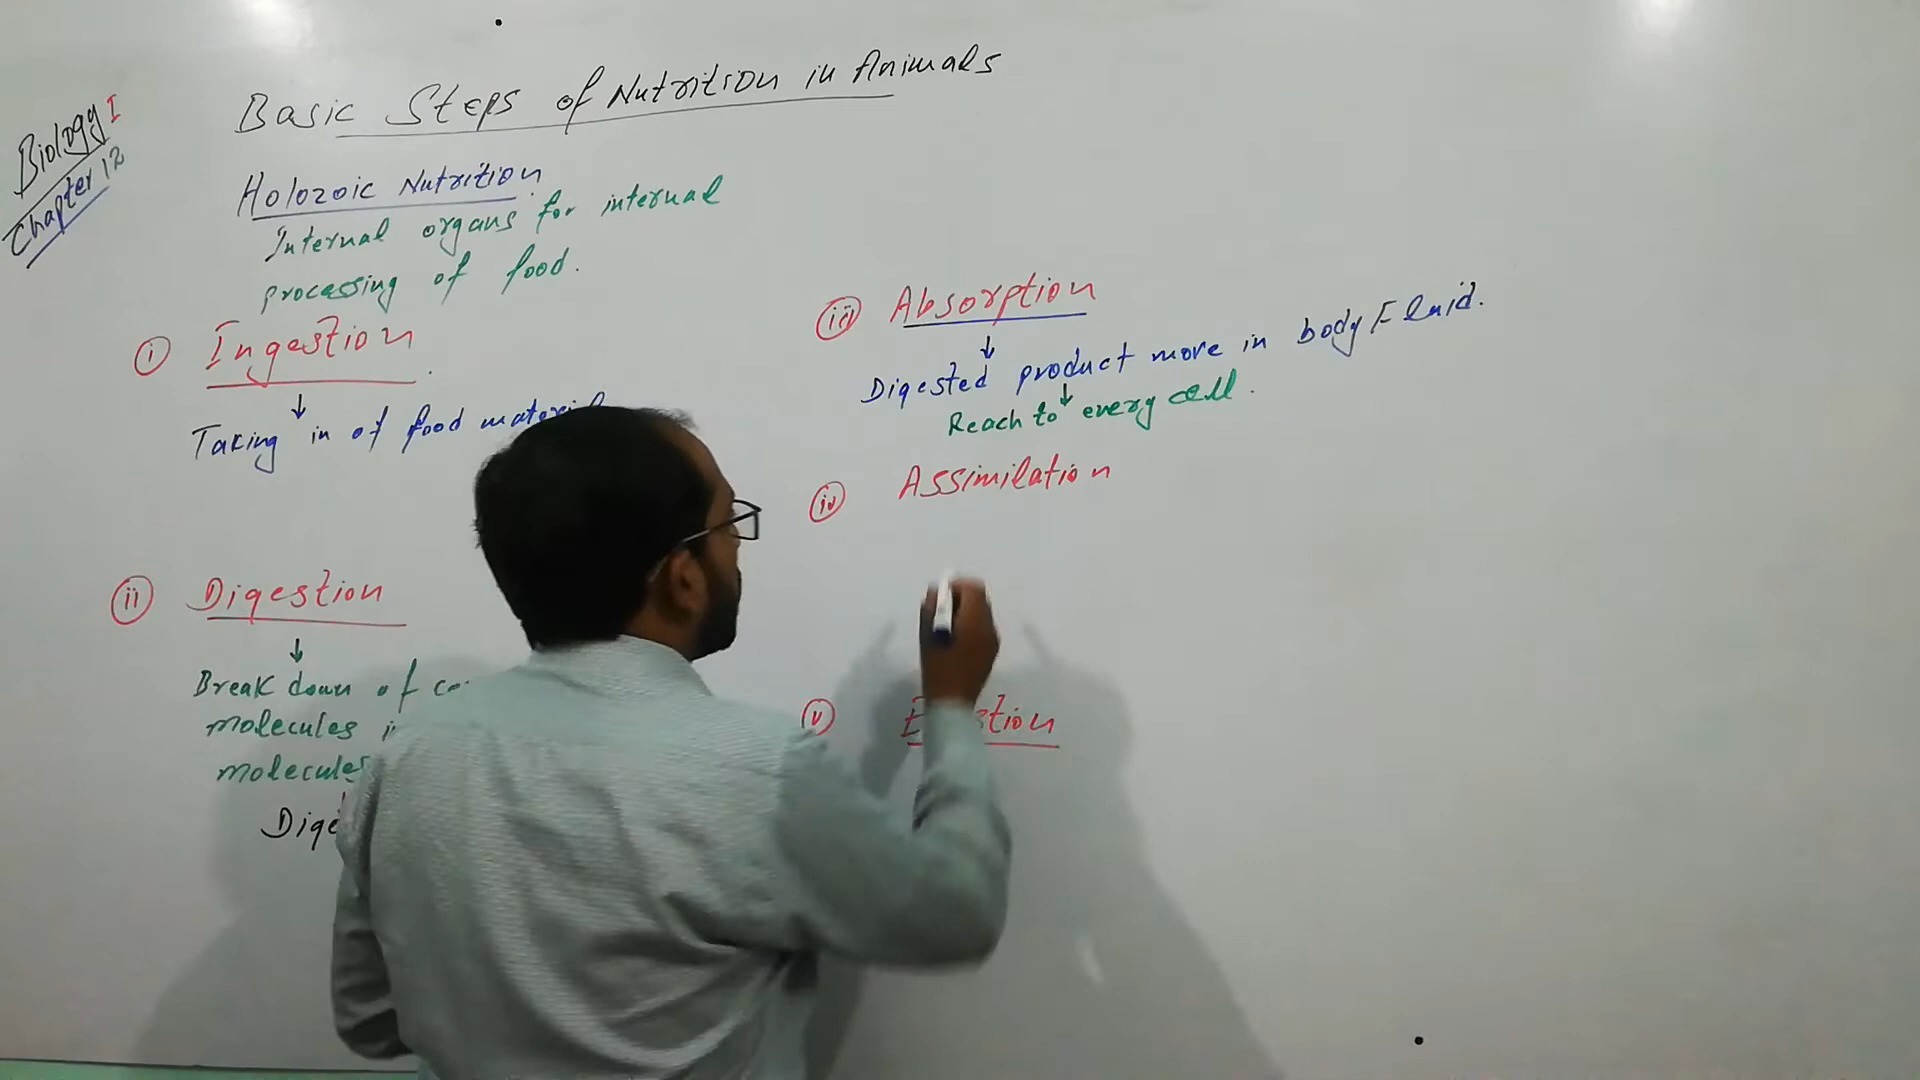 Biology I
Chapter 12
Basic Steps of Nutrition in Animals
Holozoic Nutrition
Internal organs for internal
processing of food.
i Ingestion
↓
Taking in of food
ii Digestion
↓
Break down of
molecules
molecules
iii Absorption
↓
Digested product more in body Fluid.
↓
Reach to every cell.
iv Assimilation
v